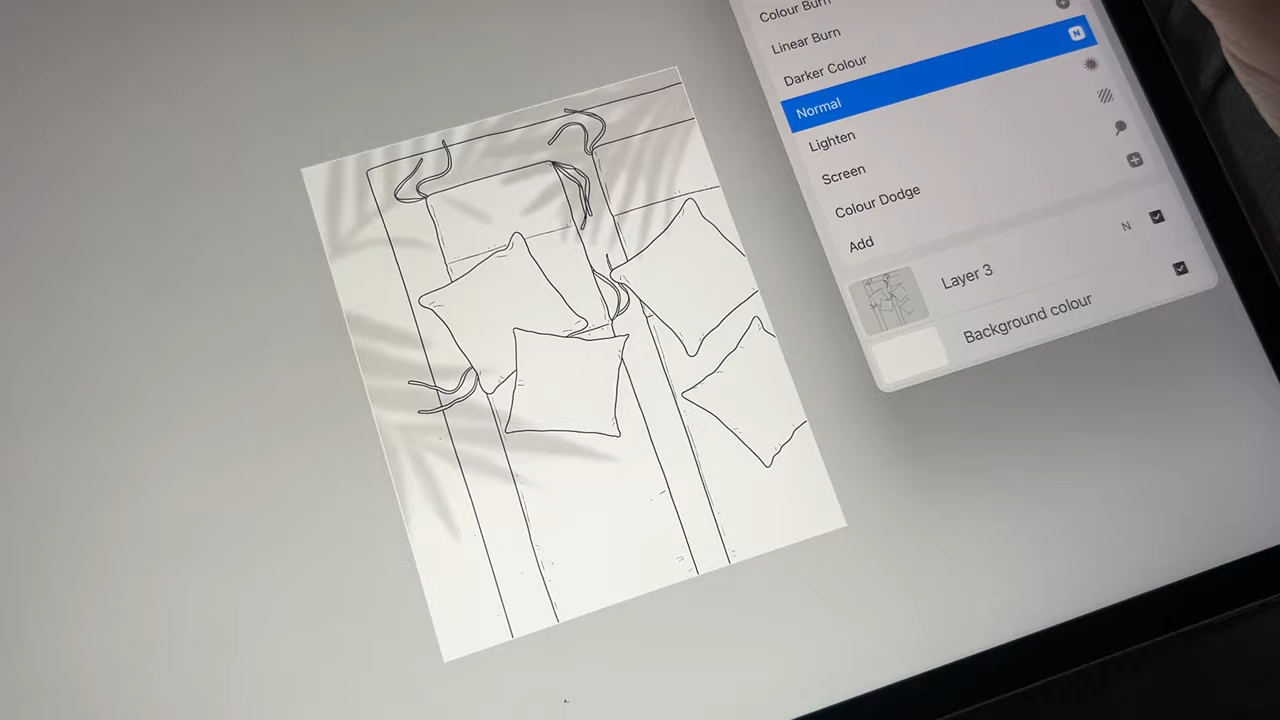 Colour Burn
Linear Burn
Darker Colour
Normal N
Lighten
Screen
Colour Dodge
Add
Layer 3 N
Background colour